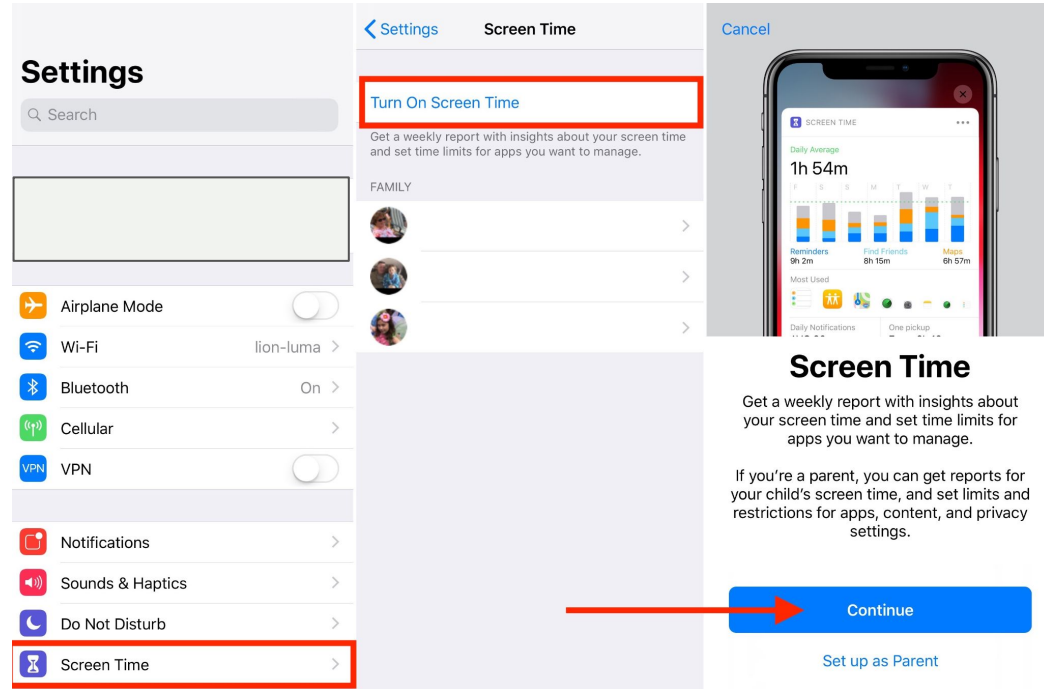 Settings
Search
Airplane Mode
Wi-Fi
lion-luma
Bluetooth
On
Cellular
VPN
VPN
Notifications
Sounds & Haptics
Do Not Disturb
Screen Time
Settings
Screen Time
Turn On Screen Time
Get a weekly report with insights about your screen time
and set time limits for apps you want to manage.
FAMILY
Cancel
SCREEN TIME
Daily Average
1h 54m
F S S M T W T
Reminders Find Friends Maps
9h 2m 8h 15m 6h 57m
Most Used
Daily Notifications One pickup
Screen Time
Get a weekly report with insights about
your screen time and set time limits for
apps you want to manage.
If you're a parent, you can get reports for
your child's screen time, and set limits and
restrictions for apps, content, and privacy
settings.
Continue
Set up as Parent